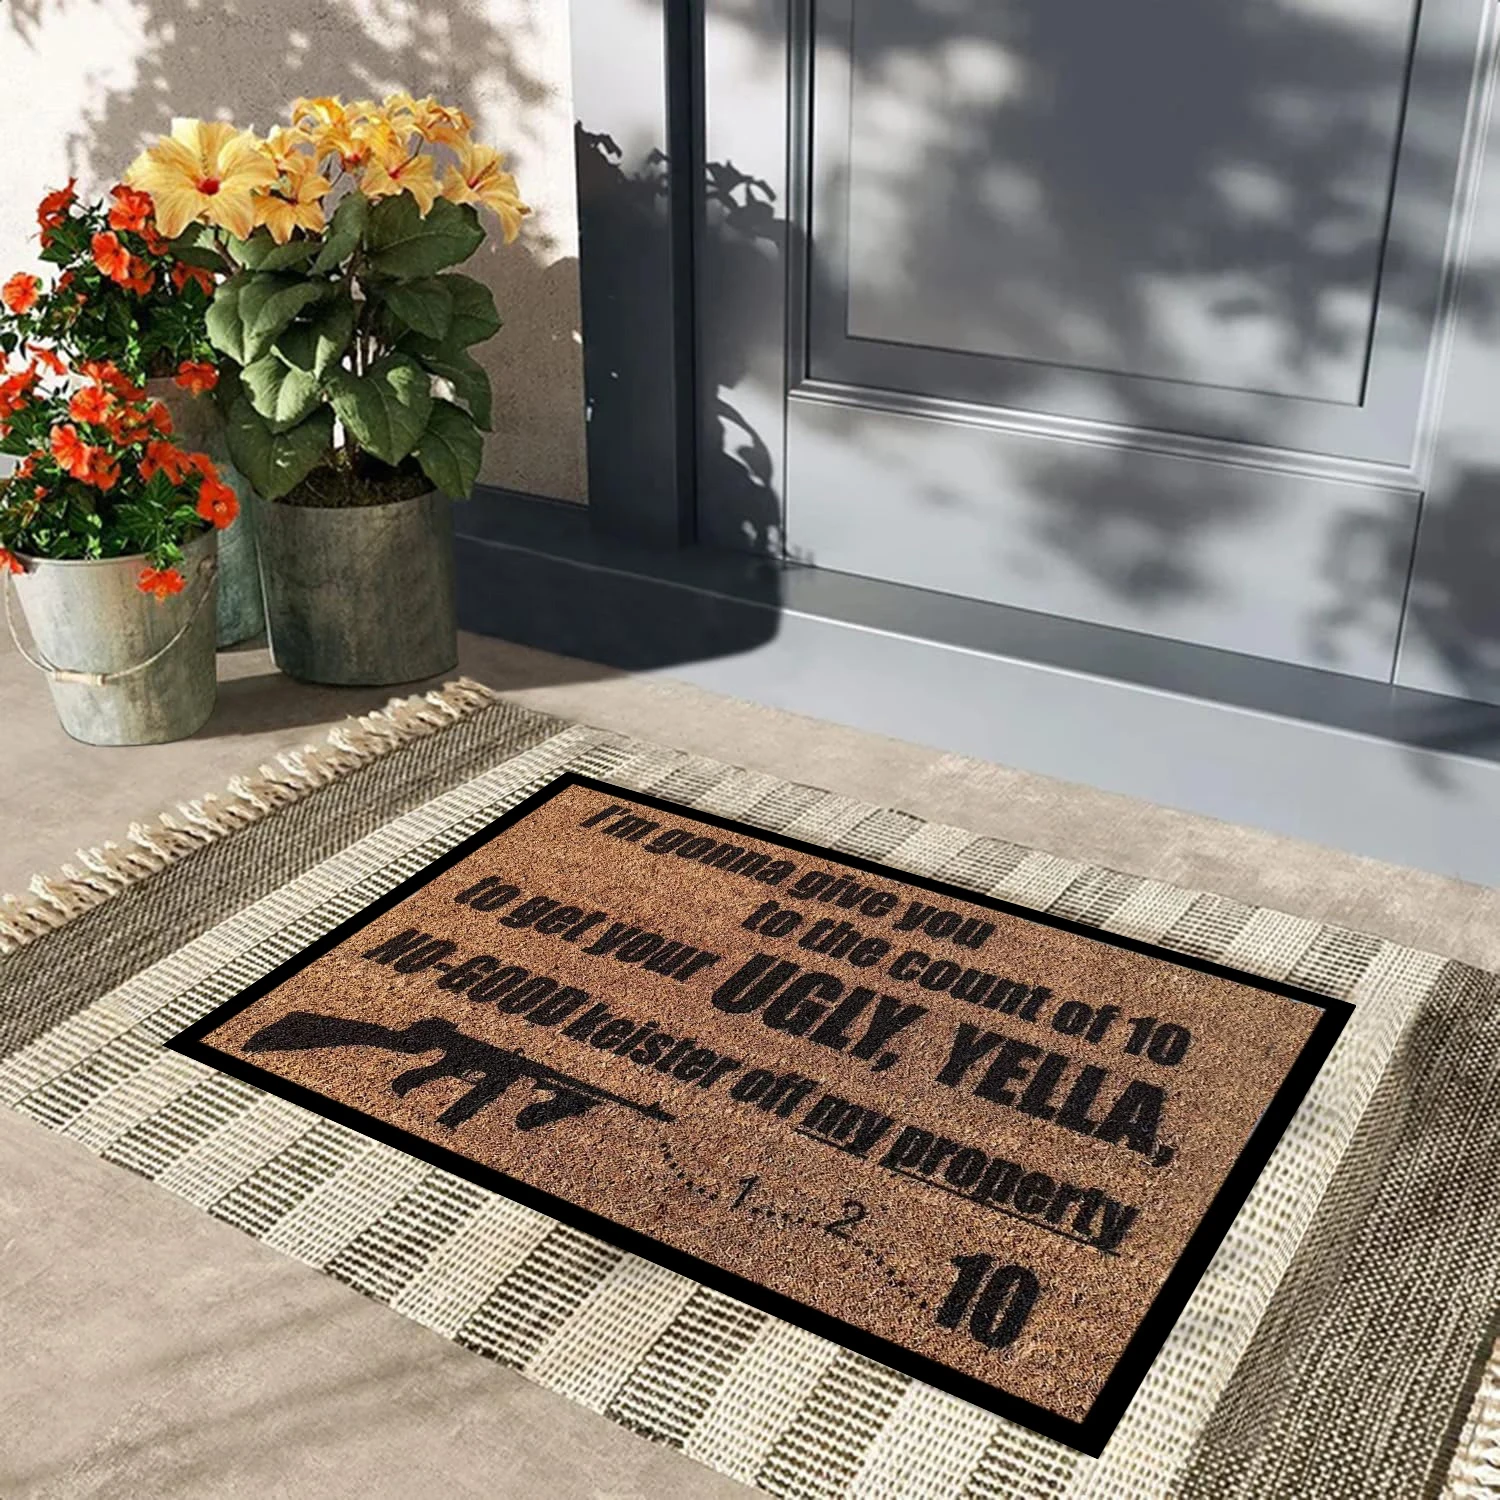 I'm gonna give you
to the count of 10
to get your UGLY, YELLA,
NO-GOOD keister off my property
1 2
10